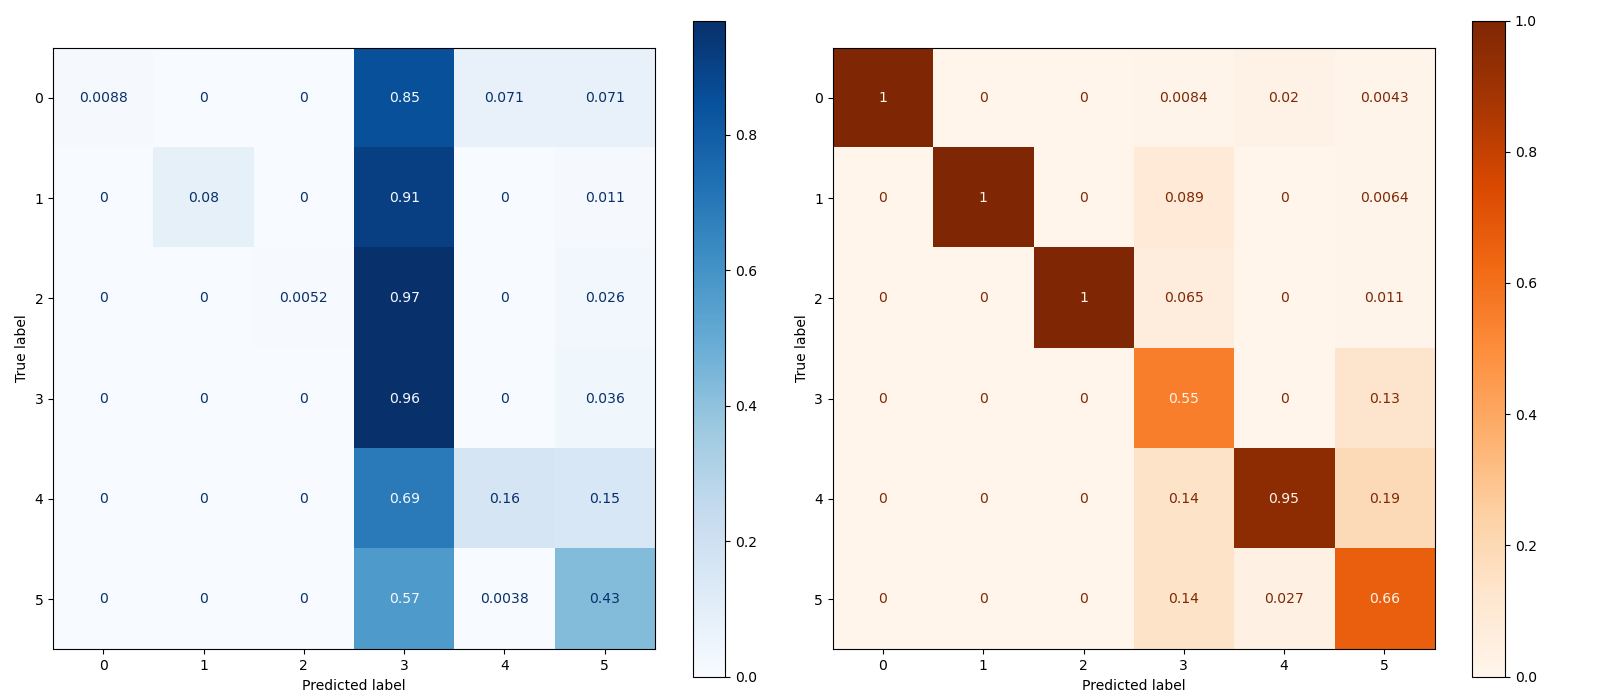 0 0.0088 0 0 0.85 0.071 0.071
1 0 0.08 0 0.91 0 0.011
2 0 0 0.0052 0.97 0 0.026
3 0 0 0 0.96 0 0.036
4 0 0 0 0.69 0.16 0.15
5 0 0 0 0.57 0.0038 0.43
0 1 2 3 4 5
True label
Predicted label
0.8
0.6
0.4
0.2
0.0
0 1 0 0 0.0084 0.02 0.0043
1 0 1 0 0.089 0 0.0064
2 0 0 1 0.065 0 0.011
3 0 0 0 0.55 0 0.13
4 0 0 0 0.14 0.95 0.19
5 0 0 0 0.14 0.027 0.66
0 1 2 3 4 5
True label
Predicted label
1.0
0.8
0.6
0.4
0.2
0.0